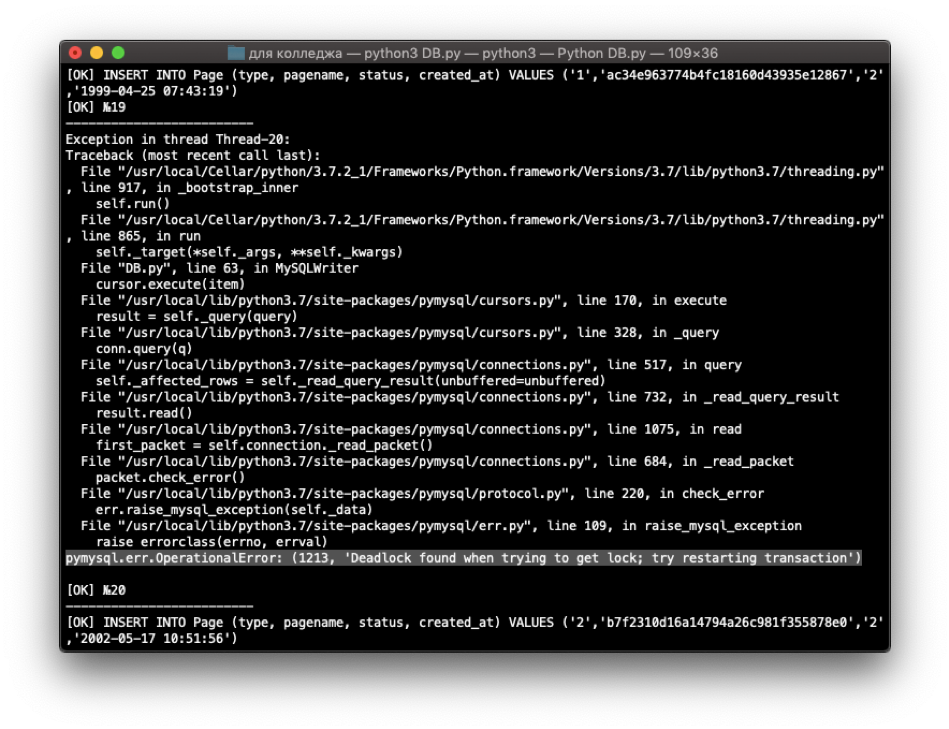 для колледжа — python3 DB.py — python3 — Python DB.py — 109×36
[OK] INSERT INTO Page (type, pagename, status, created_at) VALUES ('1','ac34e963774b4fc18160d43935e12867','2'
,'1999-04-25 07:43:19')
[OK] №19
—————————————————————————
Exception in thread Thread-20:
Traceback (most recent call last):
  File "/usr/local/Cellar/python/3.7.2_1/Frameworks/Python.framework/Versions/3.7/lib/python3.7/threading.py"
, line 917, in _bootstrap_inner
    self.run()
  File "/usr/local/Cellar/python/3.7.2_1/Frameworks/Python.framework/Versions/3.7/lib/python3.7/threading.py"
, line 865, in run
    self._target(*self._args, **self._kwargs)
  File "DB.py", line 63, in MySQLWriter
    cursor.execute(item)
  File "/usr/local/lib/python3.7/site-packages/pymysql/cursors.py", line 170, in execute
    result = self._query(query)
  File "/usr/local/lib/python3.7/site-packages/pymysql/cursors.py", line 328, in _query
    conn.query(q)
  File "/usr/local/lib/python3.7/site-packages/pymysql/connections.py", line 517, in query
    self._affected_rows = self._read_query_result(unbuffered=unbuffered)
  File "/usr/local/lib/python3.7/site-packages/pymysql/connections.py", line 732, in _read_query_result
    result.read()
  File "/usr/local/lib/python3.7/site-packages/pymysql/connections.py", line 1075, in read
    first_packet = self.connection._read_packet()
  File "/usr/local/lib/python3.7/site-packages/pymysql/connections.py", line 684, in _read_packet
    packet.check_error()
  File "/usr/local/lib/python3.7/site-packages/pymysql/protocol.py", line 220, in check_error
    err.raise_mysql_exception(self._data)
  File "/usr/local/lib/python3.7/site-packages/pymysql/err.py", line 109, in raise_mysql_exception
    raise errorclass(errno, errval)
pymysql.err.OperationalError: (1213, 'Deadlock found when trying to get lock; try restarting transaction')
[OK] №20
—————————————————————————
[OK] INSERT INTO Page (type, pagename, status, created_at) VALUES ('2','b7f2310d16a14794a26c981f355878e0','2'
,'2002-05-17 10:51:56')